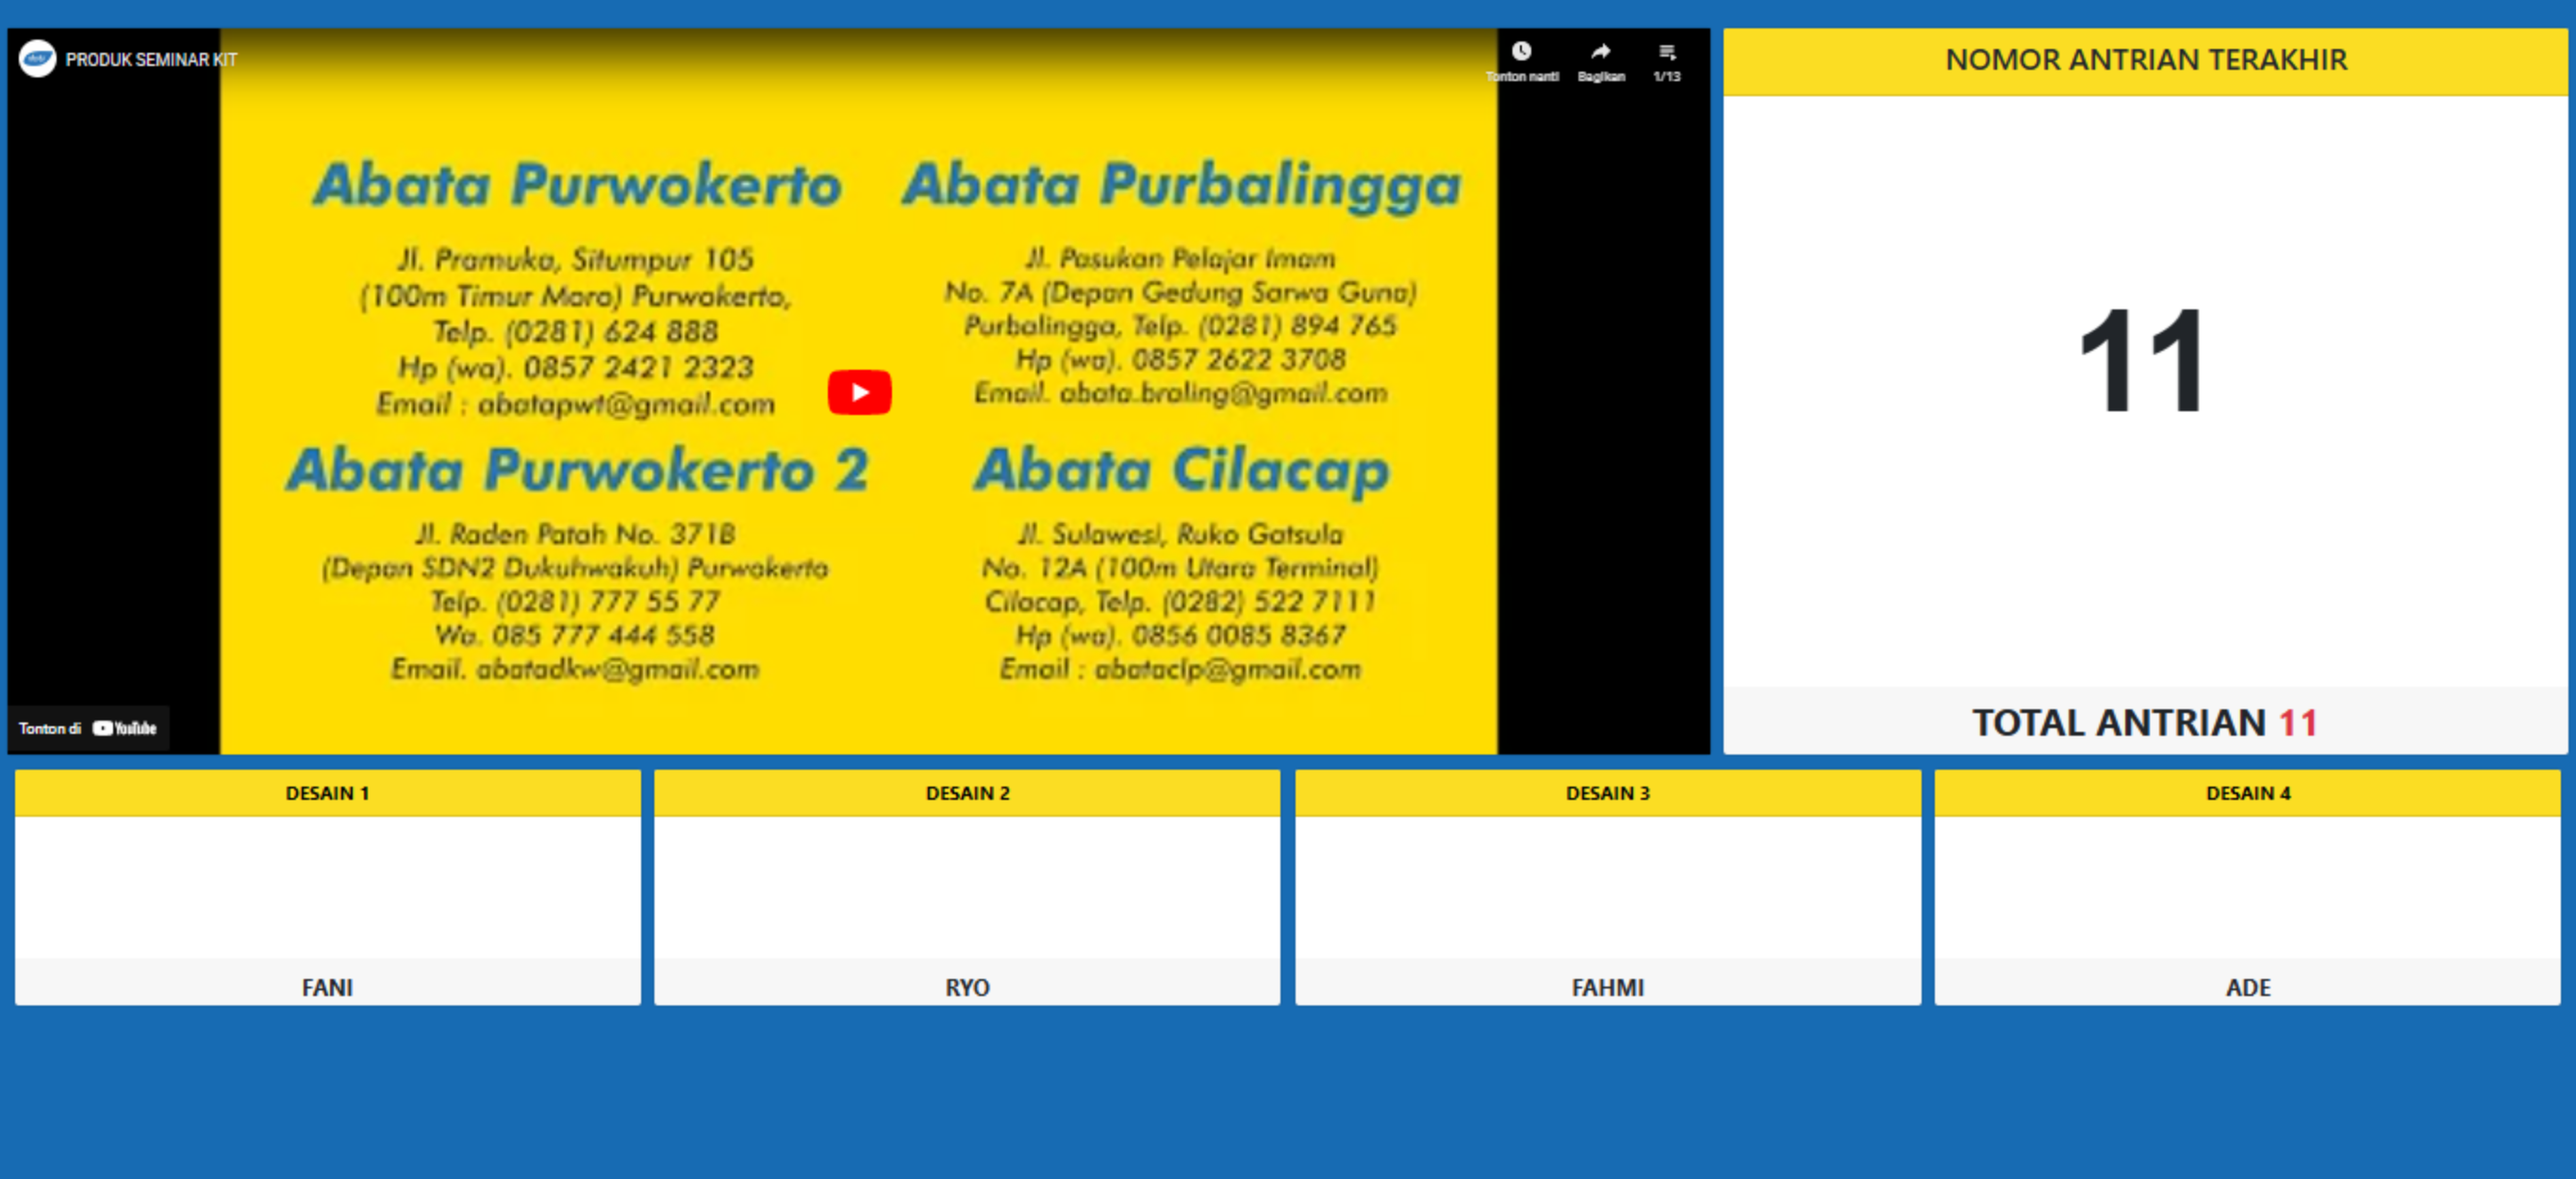 PRODUK SEMINAR KIT
Tonton nanti
Bagikan
1/13
Abata Purwokerto
Jl. Pramuka, Situmpur 105
(100m Timur Moro) Purwokerto,
Telp. (0281) 624 888
Hp (wa). 0857 2421 2323
Email : abatapwt@gmail.com
Abata Purbalingga
Jl. Pasukan Pelajar Imam
No. 7A (Depan Gedung Sarwa Guna)
Purbalingga, Telp. (0281) 894 765
Hp (wa). 0857 2622 3708
Email. abata.braling@gmail.com
Abata Purwokerto 2
Jl. Raden Patah No. 371B
(Depan SDN2 Dukuhwakuh) Purwokerto
Telp. (0281) 777 55 77
Wa. 085 777 444 558
Email. abatadkw@gmail.com
Abata Cilacap
Jl. Sulawesi, Ruko Gatsula
No. 12A (100m Utara Terminal)
Cilacap, Telp. (0282) 522 7111
Hp (wa). 0856 0085 8367
Email : abataclp@gmail.com
Tonton di YouTube
NOMOR ANTRIAN TERAKHIR
11
TOTAL ANTRIAN 11
DESAIN 1
FANI
DESAIN 2
RYO
DESAIN 3
FAHMI
DESAIN 4
ADE